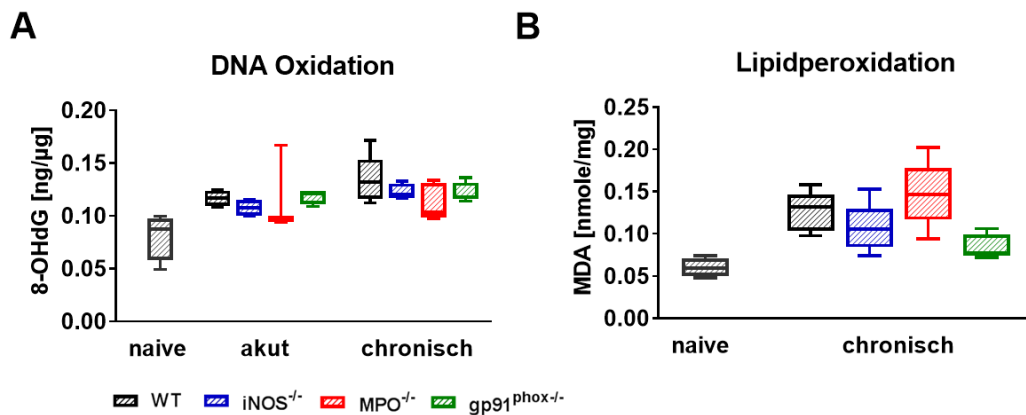 A
DNA Oxidation
8-OHdG [ng/µg]
0.20
0.15
0.10
0.05
0.00
naive akut chronisch
B
Lipidperoxidation
MDA [nmole/mg]
0.25
0.20
0.15
0.10
0.05
0.00
naive chronisch
WT iNOS-/- MPO-/- gp91phox-/-